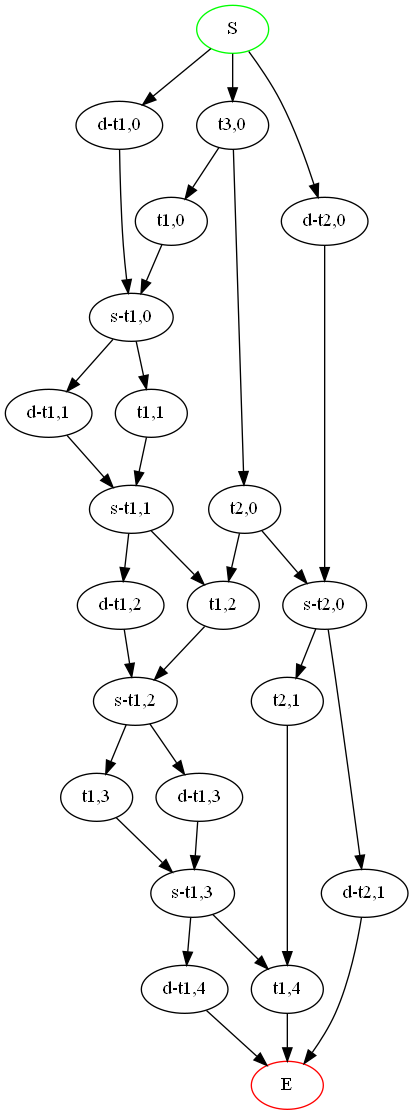 S
d-t1,0
t3,0
t1,0
d-t2,0
s-t1,0
d-t1,1
t1,1
s-t1,1
t2,0
d-t1,2
t1,2
s-t2,0
s-t1,2
t2,1
t1,3
d-t1,3
s-t1,3
d-t2,1
d-t1,4
t1,4
E